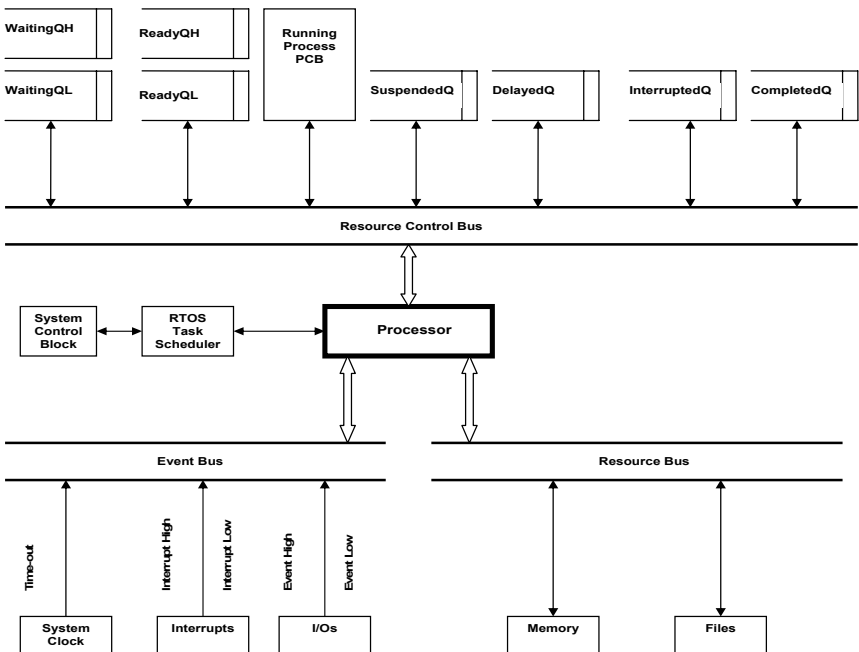 WaitingQH
ReadyQH
Running
Process
PCB
WaitingQL
ReadyQL
SuspendedQ
DelayedQ
InterruptedQ
CompletedQ
Resource Control Bus
System
Control
Block
RTOS
Task
Scheduler
Processor
Event Bus
Resource Bus
Time-out
Interrupt High
Interrupt Low
Event High
Event Low
System
Clock
Interrupts
I/Os
Memory
Files